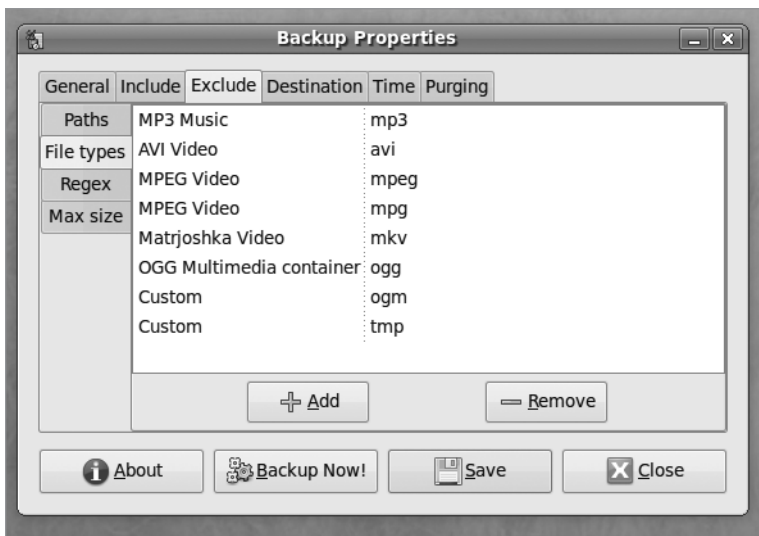 Backup Properties
General Include Exclude Destination Time Purging
Paths
File types
Regex
Max size
MP3 Music mp3
AVI Video avi
MPEG Video mpeg
MPEG Video mpg
Matrjoshka Video mkv
OGG Multimedia container ogg
Custom ogm
Custom tmp
Add Remove
About Backup Now! Save Close